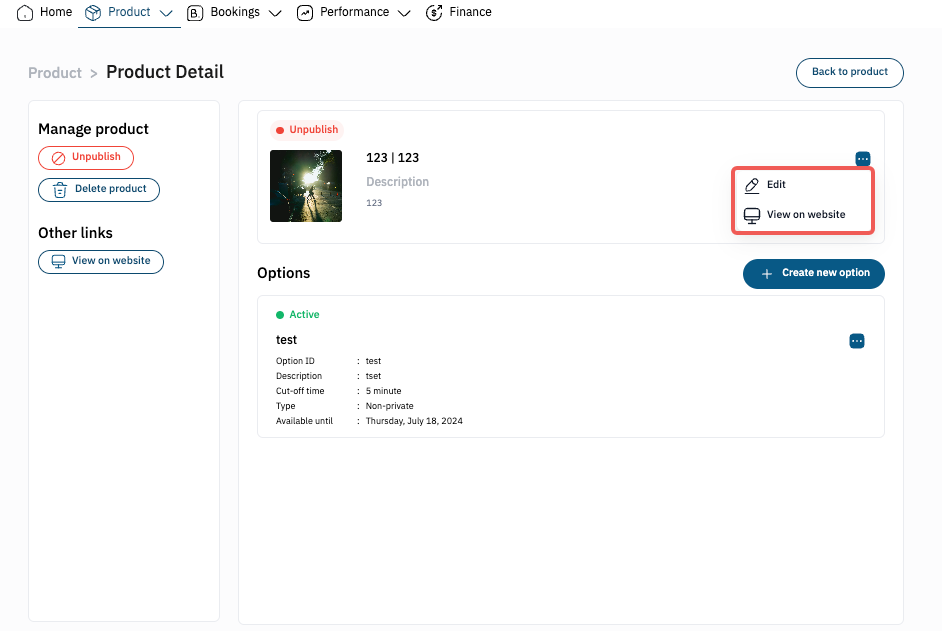 Home Product Bookings Performance Finance
Product > Product Detail
Back to product
Manage product
Unpublish
Delete product
Other links
View on website
Unpublish
123 | 123
Description
123
Edit
View on website
Options
Create new option
Active
test
Option ID : test
Description : tset
Cut-off time : 5 minute
Type : Non-private
Available until : Thursday, July 18, 2024